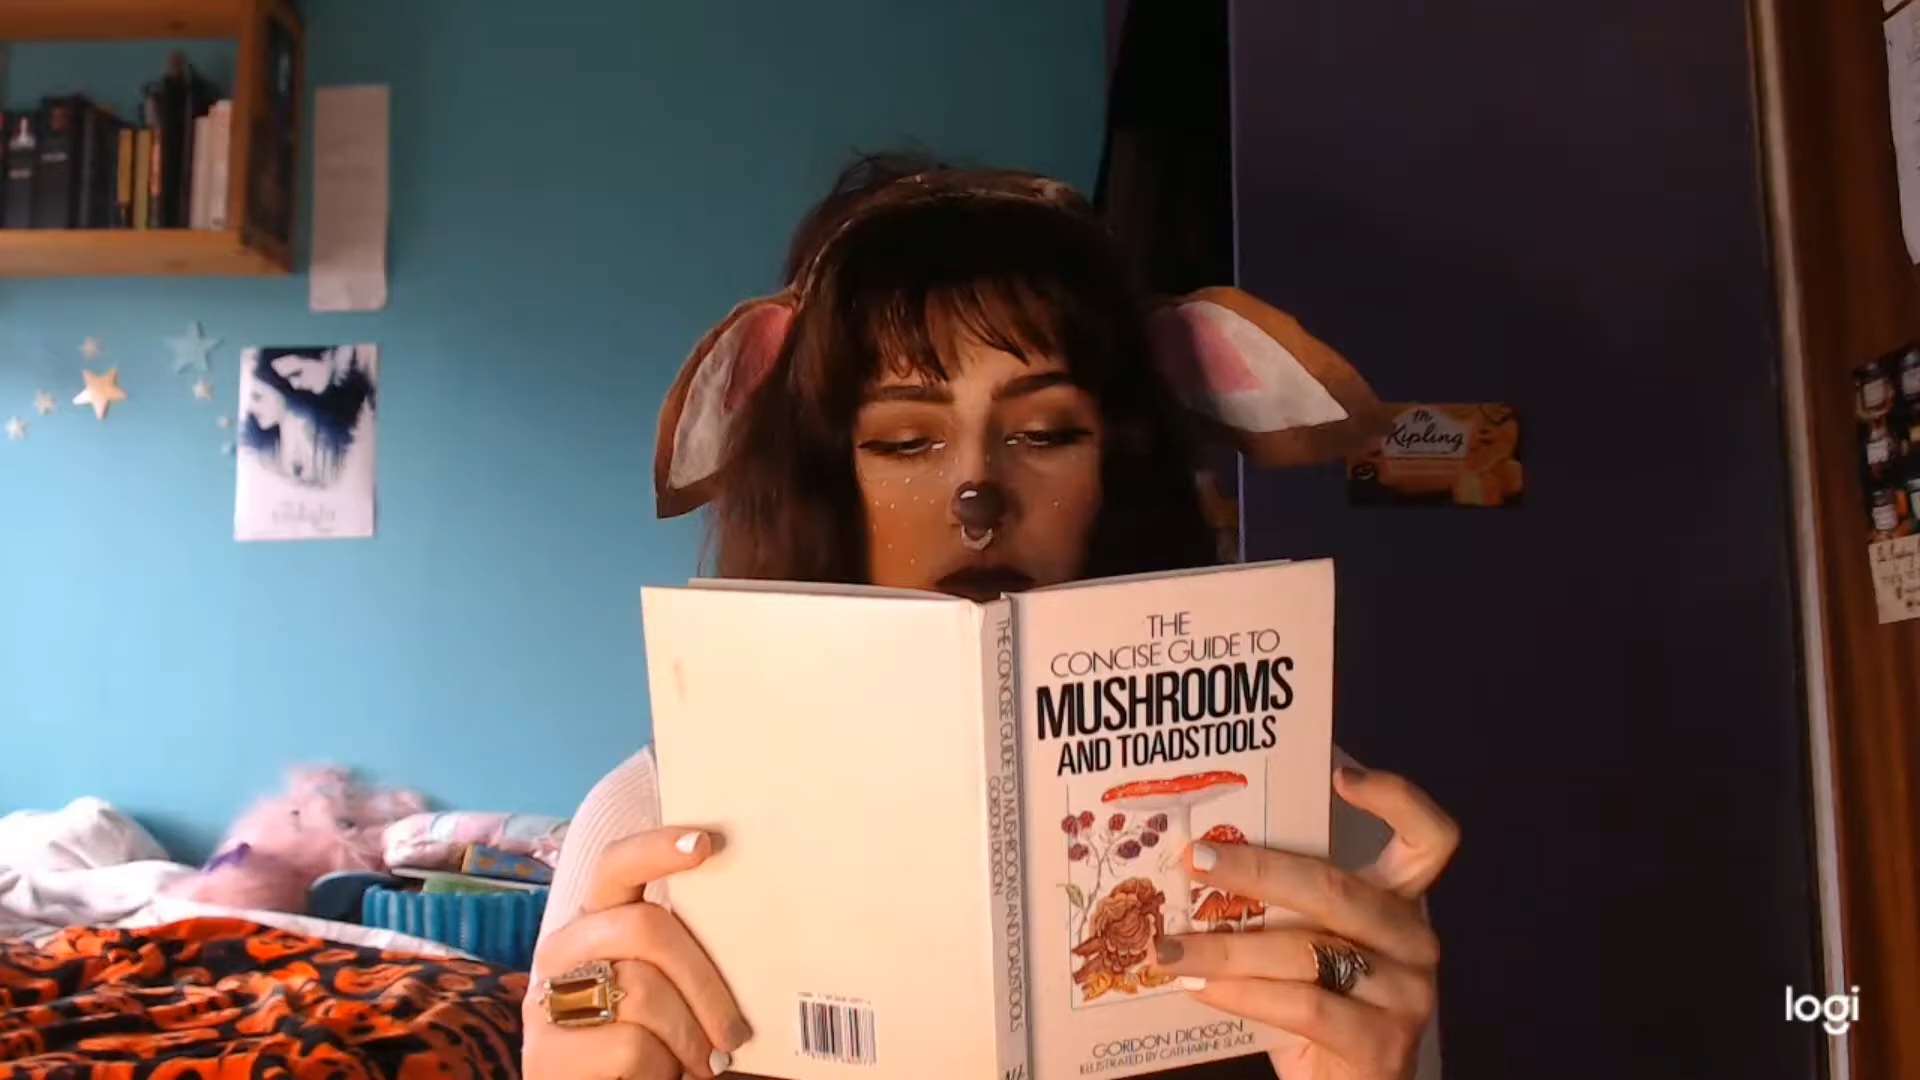 THE
CONCISE GUIDE TO
MUSHROOMS
AND TOADSTOOLS
GORDON DICKSON
ILLUSTRATED BY CATHARINE SLADE
THE CONCISE GUIDE TO MUSHROOMS AND TOADSTOOLS
GORDON DICKSON
Mr
Kipling
logi